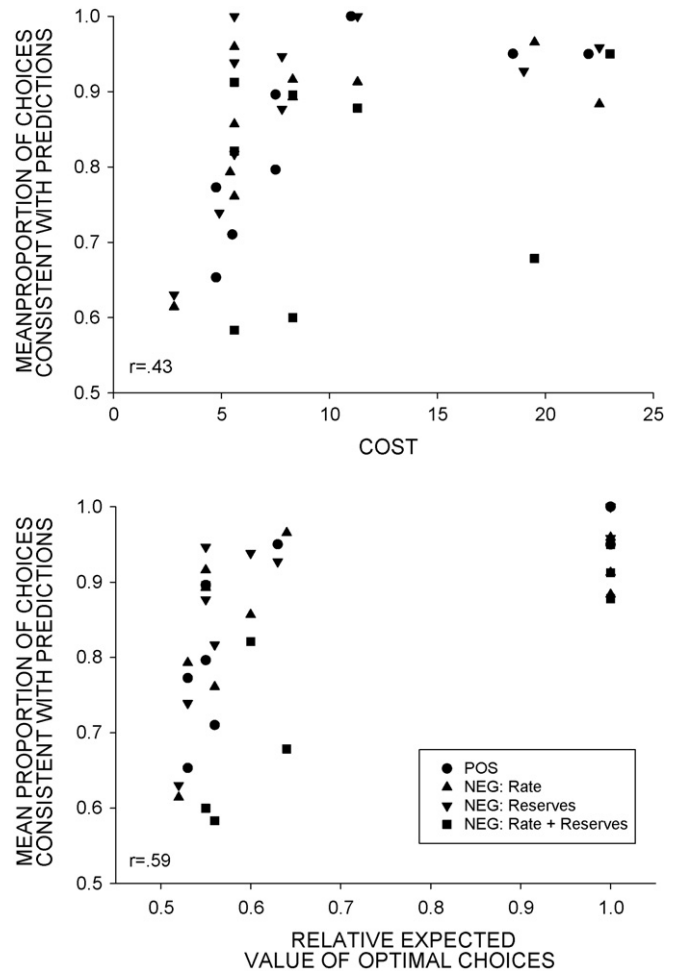 MEANPROPORTION OF CHOICES
CONSISTENT WITH PREDICTIONS
1.0
0.9
0.8
0.7
0.6
0.5
r=.43
0 5 10 15 20 25
COST
MEAN PROPORTION OF CHOICES
CONSISTENT WITH PREDICTIONS
1.0
0.9
0.8
0.7
0.6
0.5
POS
NEG: Rate
NEG: Reserves
NEG: Rate + Reserves
r=.59
0.5 0.6 0.7 0.8 0.9 1.0
RELATIVE EXPECTED
VALUE OF OPTIMAL CHOICES